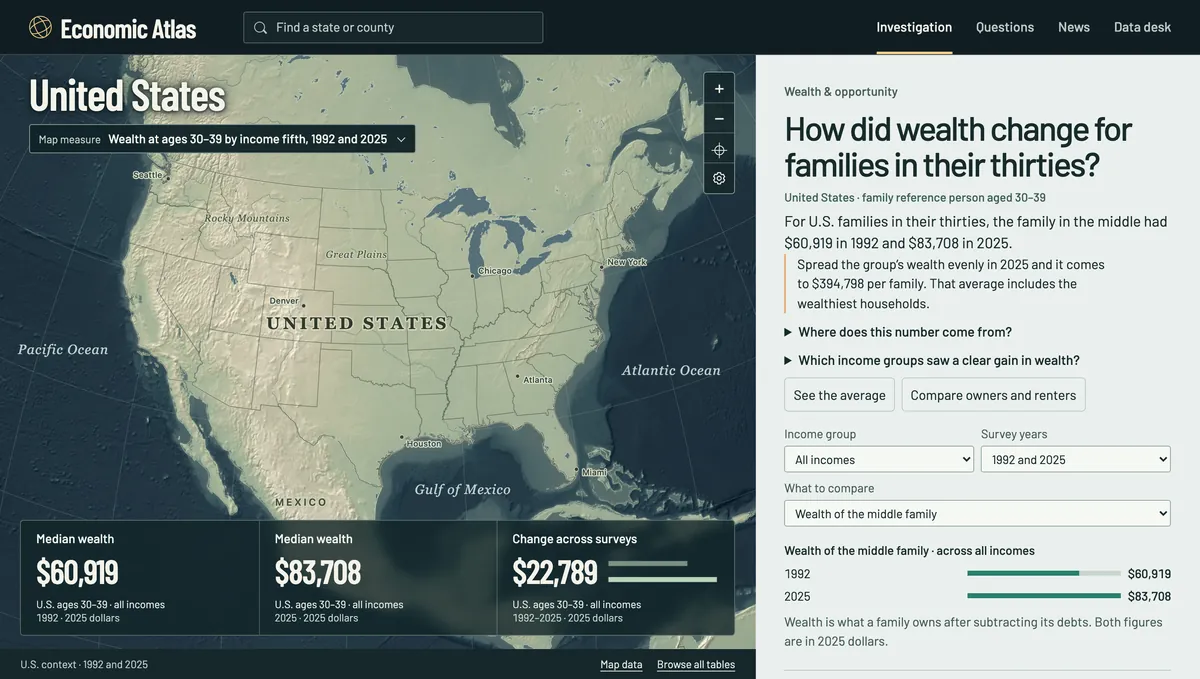 Economic Atlas
Find a state or county
Investigation
Questions
News
Data desk
United States
Map measure Wealth at ages 30–39 by income fifth, 1992 and 2025
+
−
Seattle
Rocky Mountains
Great Plains
Chicago
New York
Denver
UNITED STATES
Pacific Ocean
Atlantic Ocean
Atlanta
Houston
Miami
Gulf of Mexico
MEXICO
Median wealth
$60,919
U.S. ages 30–39 · all incomes
1992 · 2025 dollars
Median wealth
$83,708
U.S. ages 30–39 · all incomes
2025 · 2025 dollars
Change across surveys
$22,789
U.S. ages 30–39 · all incomes
1992–2025 · 2025 dollars
U.S. context · 1992 and 2025
Map data
Browse all tables
Wealth & opportunity
How did wealth change for
families in their thirties?
United States · family reference person aged 30–39
For U.S. families in their thirties, the family in the middle had
$60,919 in 1992 and $83,708 in 2025.
Spread the group's wealth evenly in 2025 and it comes
to $394,798 per family. That average includes the
wealthiest households.
Where does this number come from?
Which income groups saw a clear gain in wealth?
See the average
Compare owners and renters
Income group
Survey years
All incomes
1992 and 2025
What to compare
Wealth of the middle family
Wealth of the middle family · across all incomes
1992 $60,919
2025 $83,708
Wealth is what a family owns after subtracting its debts. Both figures
are in 2025 dollars.